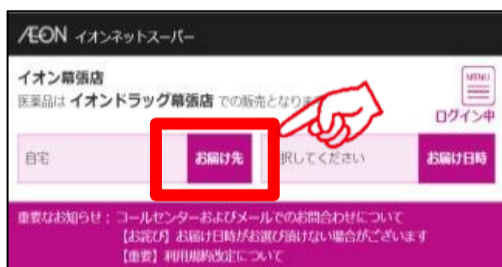 ÆON イオンネットスーパー
イオン幕張店
医薬品は イオンドラッグ幕張店 での販売となりま
MENU
ログイン中
自宅 お届け先 択してください お届け日時
重要なお知らせ： コールセンターおよびメールでのお問合わせについて
【お詫び】お届け日時がお選び頂けない場合がございます
【重要】利用規約改定について